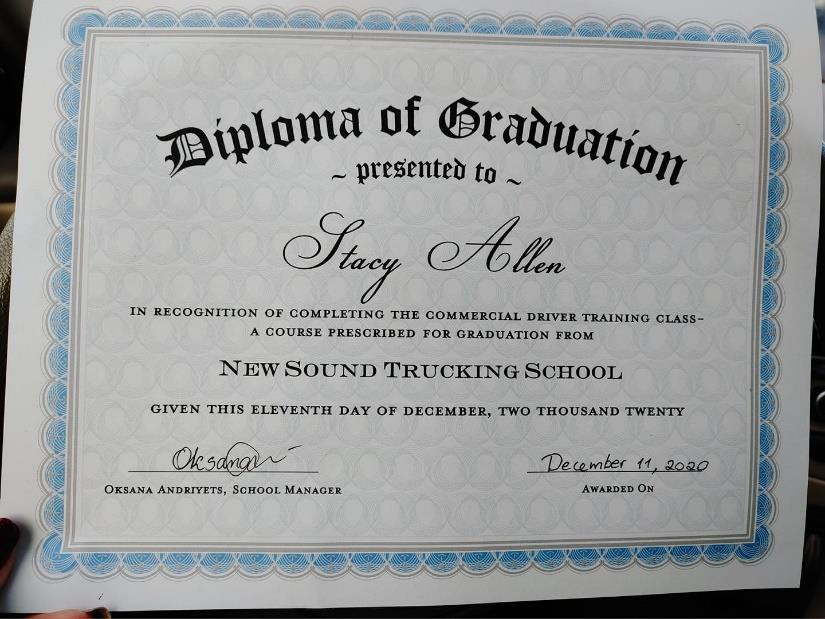 Diploma of Graduation
~ presented to ~
Stacy Allen
IN RECOGNITION OF COMPLETING THE COMMERCIAL DRIVER TRAINING CLASS–
A COURSE PRESCRIBED FOR GRADUATION FROM
NEW SOUND TRUCKING SCHOOL
GIVEN THIS ELEVENTH DAY OF DECEMBER, TWO THOUSAND TWENTY
December 11, 2020
OKSANA ANDRIYETS, SCHOOL MANAGER
AWARDED ON